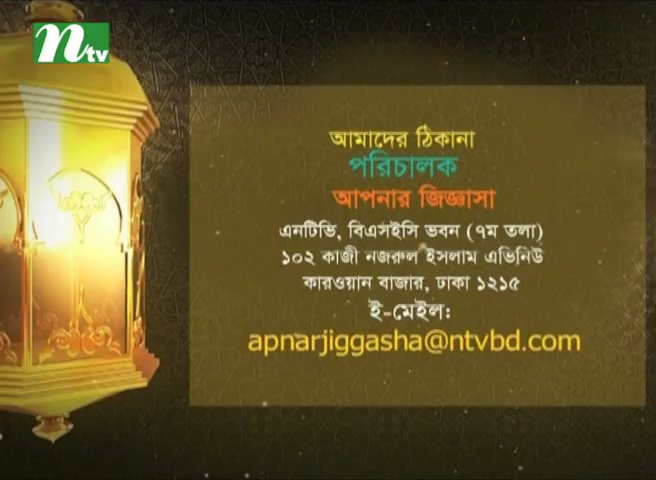 ntv
আমাদের ঠিকানা
পরিচালক
আপনার জিজ্ঞাসা
এনটিভি, বিএসইসি ভবন (৭ম তলা)
১০২ কাজী নজরুল ইসলাম এভিনিউ
কারওয়ান বাজার, ঢাকা ১২১৫
ই-মেইল:
apnarjiggasha@ntvbd.com